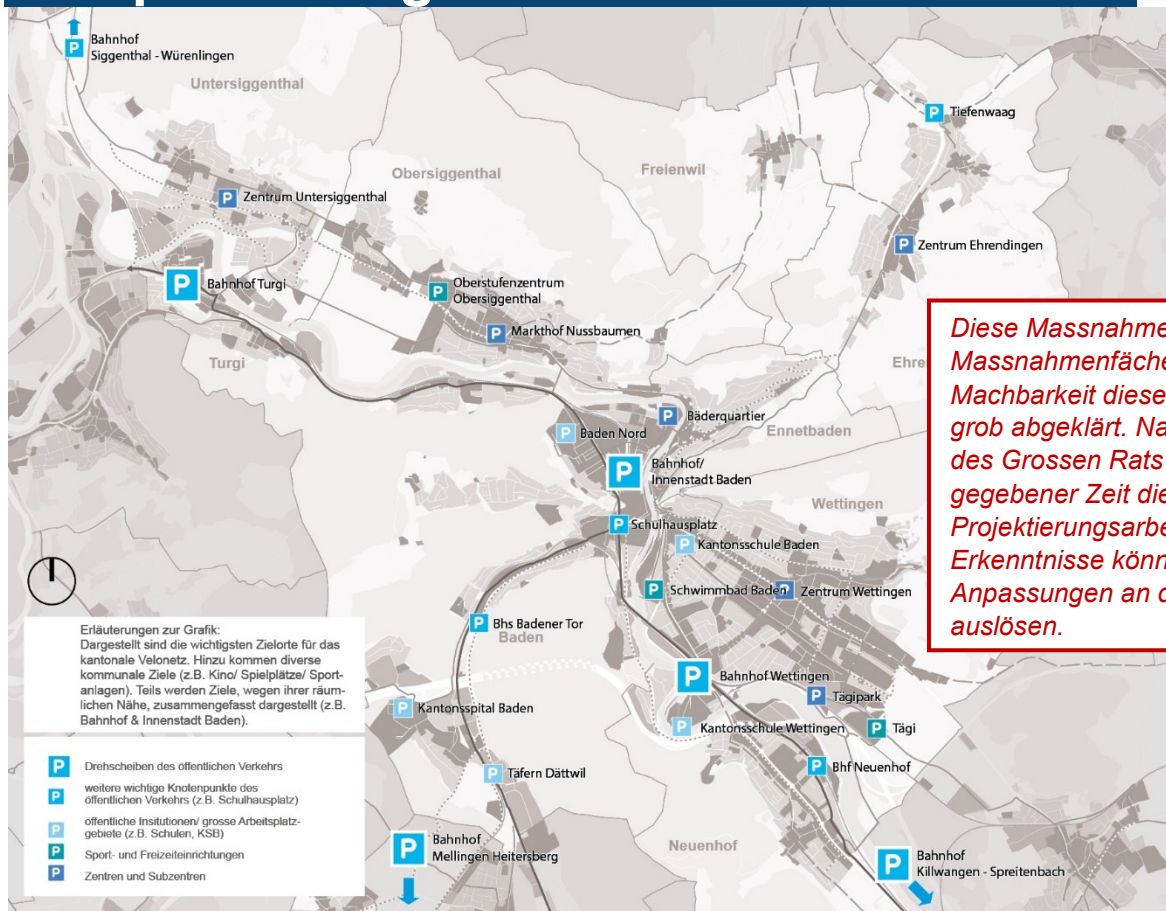 Bahnhof
Siggenthal - Würenlingen
Untersiggenthal
P Tiefenwaag
Obersiggenthal
Freienwil
P Zentrum Untersiggenthal
P Zentrum Ehrendingen
P Bahnhof Turgi
P Oberstufenzentrum
Obersiggenthal
P Markthof Nussbaumen
Turgi
Ehre
Diese Massnahme
Massnahmenfäche
Machbarkeit diese
grob abgeklärt. Na
des Grossen Rats
gegebener Zeit die
Projektierungsarbe
Erkenntnisse könn
Anpassungen an d
auslösen.
P Bäderquartier
P Baden Nord
Ennetbaden
P Bahnhof/
Innenstadt Baden
Wettingen
P Schulhausplatz
P Kantonsschule Baden
P Schwimmbad Baden
P Zentrum Wettingen
P Bhs Badener Tor
Baden
P Bahnhof Wettingen
P Tägipark
P Kantonsspital Baden
P Kantonsschule Wettingen
P Tägi
P Täfern Dättwil
P Bhf Neuenhof
Neuenhof
P Bahnhof
Mellingen Heitersberg
P Bahnhof
Killwangen - Spreitenbach
Erläuterungen zur Grafik:
Dargestellt sind die wichtigsten Zielorte für das
kantonale Velonetz. Hinzu kommen diverse
kommunale Ziele (z.B. Kino/ Spielplätze/ Sport-
anlagen). Teils werden Ziele, wegen ihrer räum-
lichen Nähe, zusammengefasst dargestellt (z.B.
Bahnhof & Innenstadt Baden).
P Drehscheiben des öffentlichen Verkehrs
P weitere wichtige Knotenpunkte des
öffentlichen Verkehrs (z.B. Schulhausplatz)
P öffentliche Insitutionen/ grosse Arbeitsplatz-
gebiete (z.B. Schulen, KSB)
P Sport- und Freizeiteinrichtungen
P Zentren und Subzentren